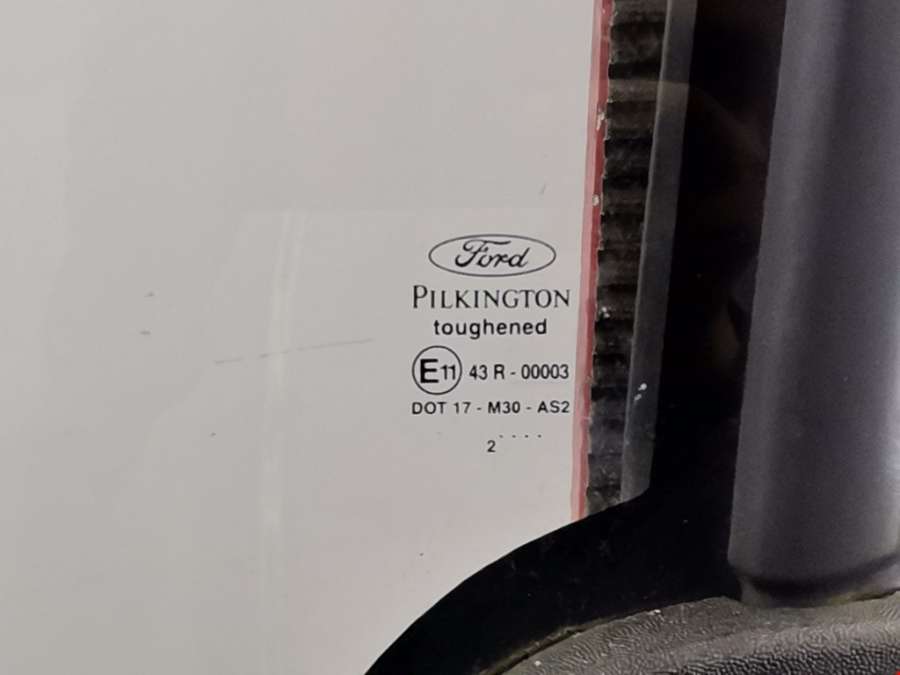 Ford
PILKINGTON
toughened
E11 43 R - 00003
DOT 17 - M30 - AS2
2 ....